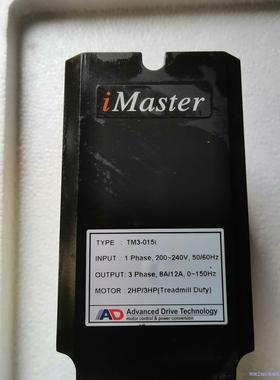 iMaster
TYPE : TM3-015i
INPUT : 1 Phase, 200~240V, 50/60Hz
OUTPUT: 3 Phase, 8A/12A, 0~150Hz
MOTOR : 2HP/3HP(Treadmill Duty)
AD Advanced Drive Technology
motor control & power conversion